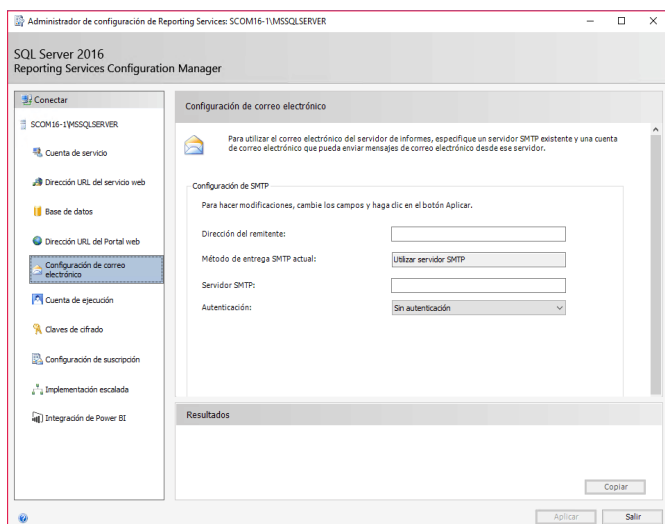 Administrador de configuración de Reporting Services: SCOM16-1\MSSQLSERVER
SQL Server 2016
Reporting Services Configuration Manager
Conectar
SCOM16-1\MSSQLSERVER
Cuenta de servicio
Dirección URL del servicio web
Base de datos
Dirección URL del Portal web
Configuración de correo
electrónico
Cuenta de ejecución
Claves de cifrado
Configuración de suscripción
Implementación escalada
Integración de Power BI
Configuración de correo electrónico
Para utilizar el correo electrónico del servidor de informes, especifique un servidor SMTP existente y una cuenta
de correo electrónico que pueda enviar mensajes de correo electrónico desde ese servidor.
Configuración de SMTP
Para hacer modificaciones, cambie los campos y haga clic en el botón Aplicar.
Dirección del remitente:
Método de entrega SMTP actual: Utilizar servidor SMTP
Servidor SMTP:
Autenticación: Sin autenticación
Resultados
Copiar
Aplicar Salir